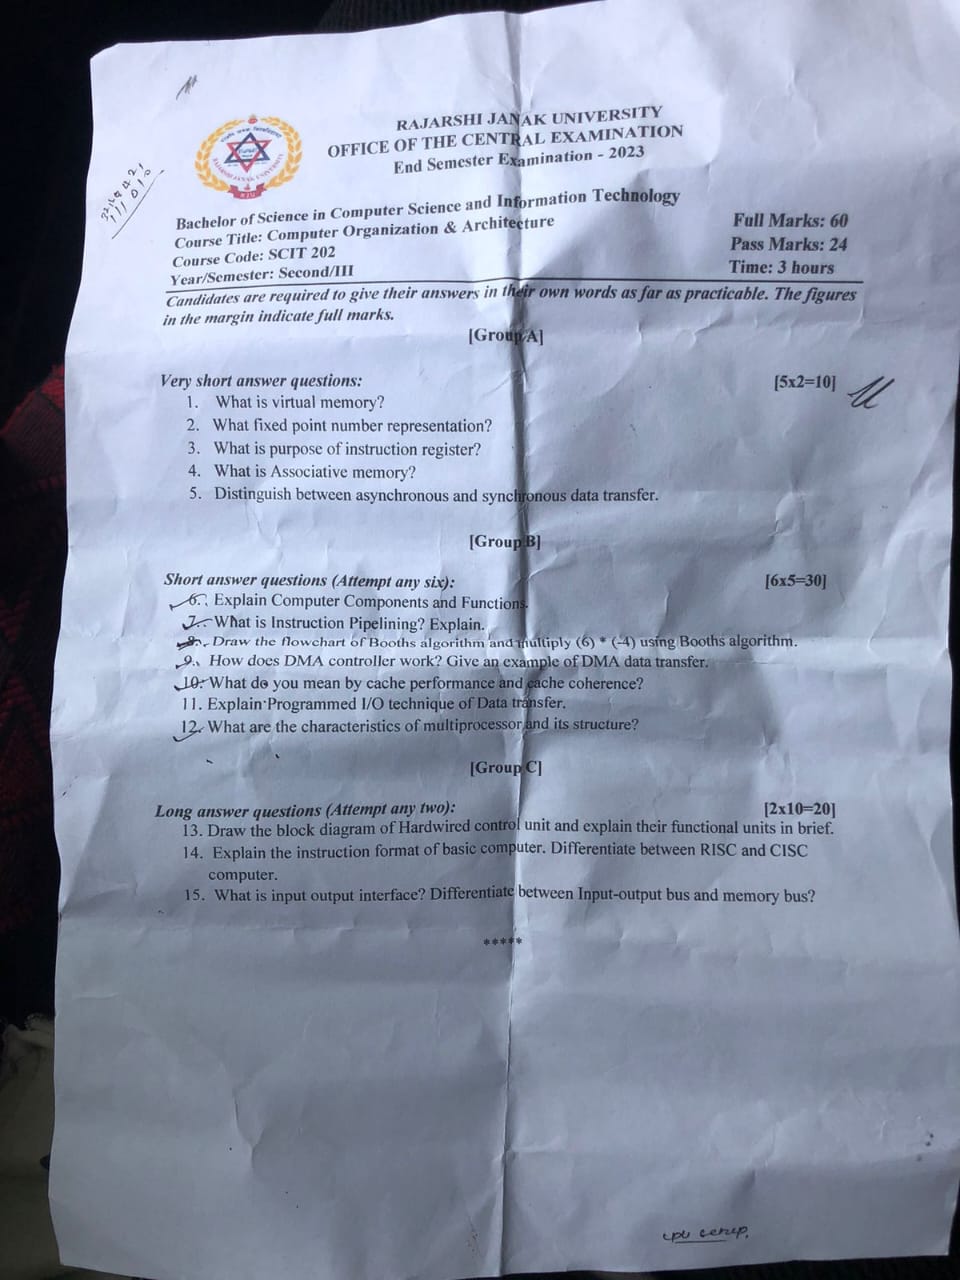 RAJARSHI JANAK UNIVERSITY
OFFICE OF THE CENTRAL EXAMINATION
End Semester Examination - 2023
Bachelor of Science in Computer Science and Information Technology
Course Title: Computer Organization & Architecture
Full Marks: 60
Course Code: SCIT 202
Pass Marks: 24
Year/Semester: Second/III
Time: 3 hours
Candidates are required to give their answers in their own words as far as practicable. The figures
in the margin indicate full marks.
[Group A]
Very short answer questions: [5x2=10]
1. What is virtual memory?
2. What fixed point number representation?
3. What is purpose of instruction register?
4. What is Associative memory?
5. Distinguish between asynchronous and synchronous data transfer.
[Group B]
Short answer questions (Attempt any six): [6x5=30]
6. Explain Computer Components and Functions.
7. What is Instruction Pipelining? Explain.
8. Draw the flowchart of Booths algorithm and multiply (6) * (-4) using Booths algorithm.
9. How does DMA controller work? Give an example of DMA data transfer.
10. What do you mean by cache performance and cache coherence?
11. Explain Programmed I/O technique of Data transfer.
12. What are the characteristics of multiprocessor and its structure?
[Group C]
Long answer questions (Attempt any two): [2x10=20]
13. Draw the block diagram of Hardwired control unit and explain their functional units in brief.
14. Explain the instruction format of basic computer. Differentiate between RISC and CISC
computer.
15. What is input output interface? Differentiate between Input-output bus and memory bus?
*****